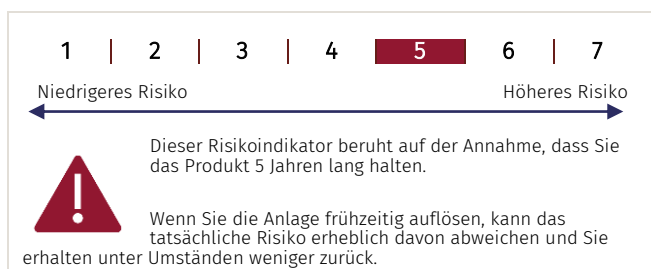 1 | 2 | 3 | 4 | 5 | 6 | 7
Niedrigeres Risiko Höheres Risiko
Dieser Risikoindikator beruht auf der Annahme, dass Sie
das Produkt 5 Jahren lang halten.
Wenn Sie die Anlage frühzeitig auflösen, kann das
tatsächliche Risiko erheblich davon abweichen und Sie
erhalten unter Umständen weniger zurück.